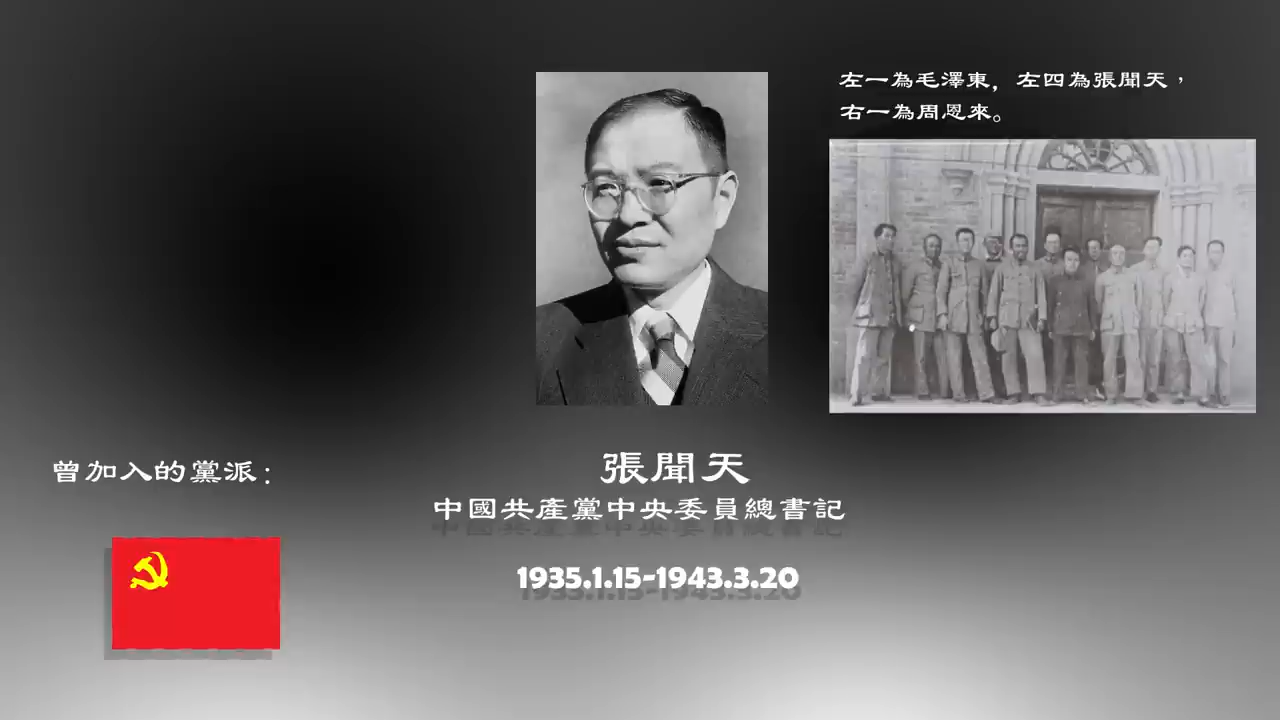 左一為毛澤東，左四為張聞天，
右一為周恩來。
曾加入的黨派：
張聞天
中國共產黨中央委員總書記
1935.1.15-1943.3.20